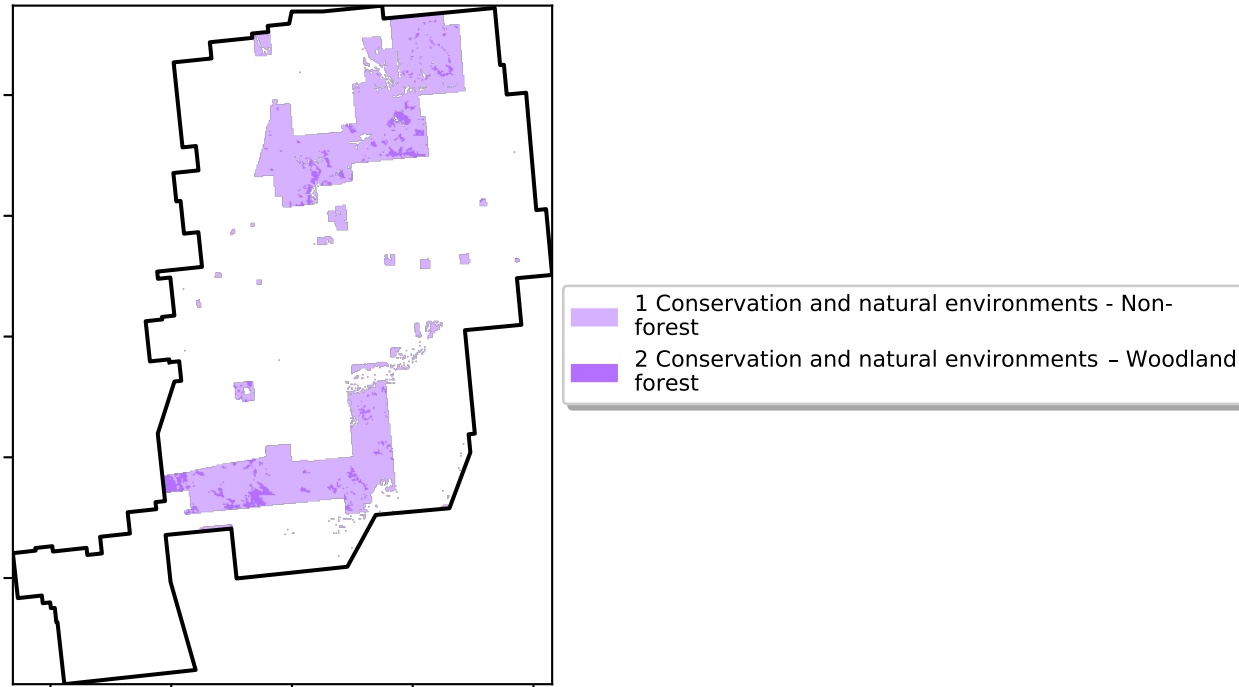 1 Conservation and natural environments - Non-
forest
2 Conservation and natural environments – Woodland
forest